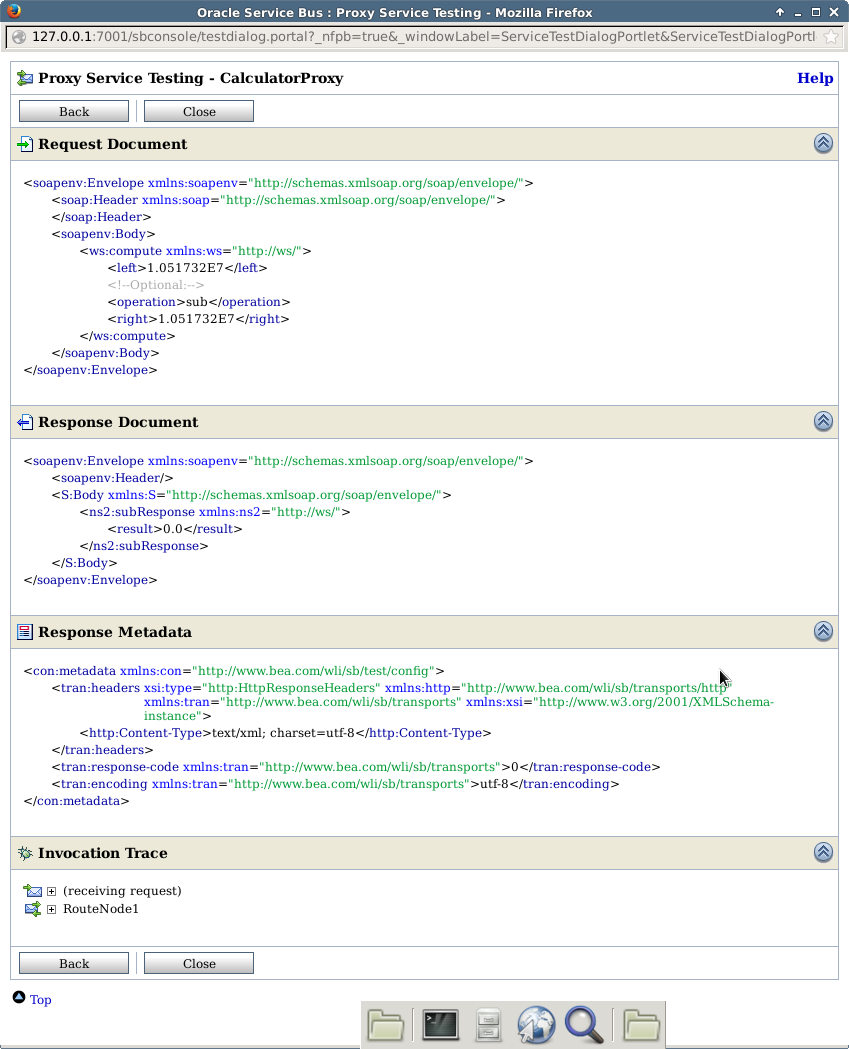 Oracle Service Bus : Proxy Service Testing - Mozilla Firefox
127.0.0.1:7001/sbconsole/testdialog.portal?_nfpb=true&_windowLabel=ServiceTestDialogPortlet&ServiceTestDialogPortl
Proxy Service Testing - CalculatorProxy Help
Back Close
Request Document
<soapenv:Envelope xmlns:soapenv="http://schemas.xmlsoap.org/soap/envelope/">
<soap:Header xmlns:soap="http://schemas.xmlsoap.org/soap/envelope/">
</soap:Header>
<soapenv:Body>
<ws:compute xmlns:ws="http://ws/">
<left>1.051732E7</left>
<!--Optional:-->
<operation>sub</operation>
<right>1.051732E7</right>
</ws:compute>
</soapenv:Body>
</soapenv:Envelope>
Response Document
<soapenv:Envelope xmlns:soapenv="http://schemas.xmlsoap.org/soap/envelope/">
<soapenv:Header/>
<S:Body xmlns:S="http://schemas.xmlsoap.org/soap/envelope/">
<ns2:subResponse xmlns:ns2="http://ws/">
<result>0.0</result>
</ns2:subResponse>
</S:Body>
</soapenv:Envelope>
Response Metadata
<con:metadata xmlns:con="http://www.bea.com/wli/sb/test/config">
<tran:headers xsi:type="http:HttpResponseHeaders" xmlns:http="http://www.bea.com/wli/sb/transports/http"
xmlns:tran="http://www.bea.com/wli/sb/transports" xmlns:xsi="http://www.w3.org/2001/XMLSchema-
instance">
<http:Content-Type>text/xml; charset=utf-8</http:Content-Type>
</tran:headers>
<tran:response-code xmlns:tran="http://www.bea.com/wli/sb/transports">0</tran:response-code>
<tran:encoding xmlns:tran="http://www.bea.com/wli/sb/transports">utf-8</tran:encoding>
</con:metadata>
Invocation Trace
(receiving request)
RouteNode1
Back Close
Top